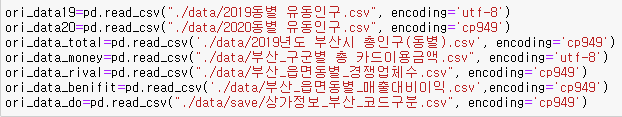 ori_data19=pd.read_csv("./data/2019동별 유동인구.csv", encoding='utf-8')
ori_data20=pd.read_csv("./data/2020동별 유동인구.csv", encoding='cp949')
ori_data_total=pd.read_csv('./data/2019년도 부산시 총인구(동별).csv', encoding='cp949')
ori_data_money=pd.read_csv("./data/부산_구군별 총 카드이용금액.csv", encoding='utf-8')
ori_data_rival=pd.read_csv("./data/부산_읍면동별_경쟁업체수.csv", encoding='cp949')
ori_data_benifit=pd.read_csv('./data/부산_읍면동별_매출대비이익.csv',encoding='cp949')
ori_data_do=pd.read_csv("./data/save/상가정보_부산_코드구분.csv", encoding='cp949')